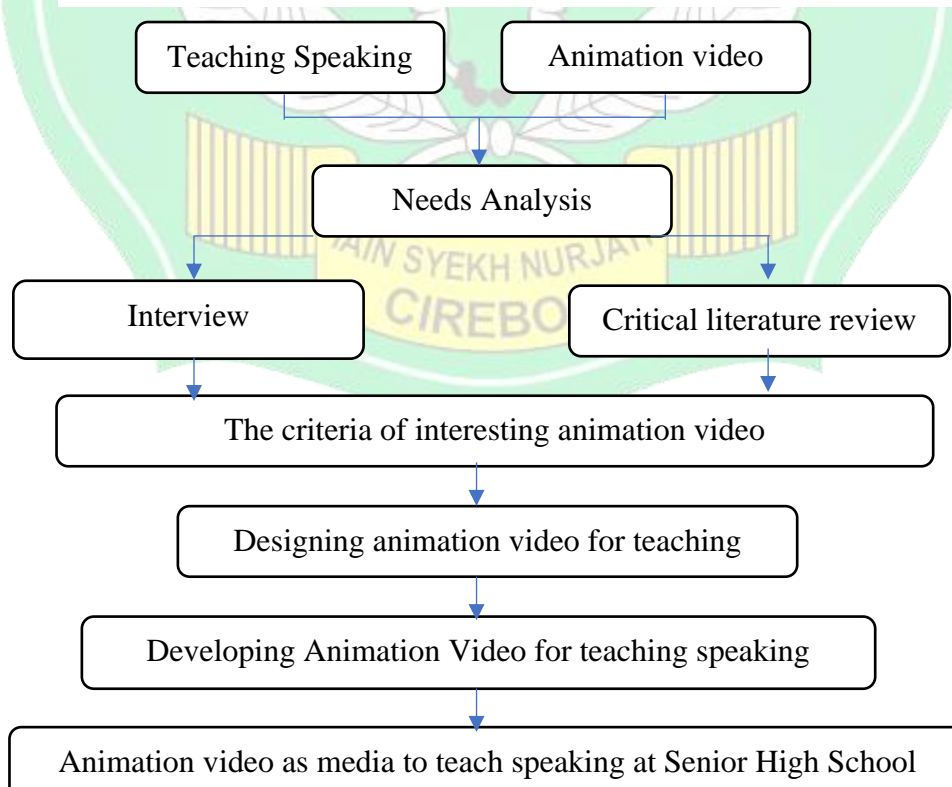 Teaching Speaking
Animation video
Needs Analysis
IAIN SYEKH NURJATI
CIREBO
Interview
Critical literature review
The criteria of interesting animation video
Designing animation video for teaching
Developing Animation Video for teaching speaking
Animation video as media to teach speaking at Senior High School